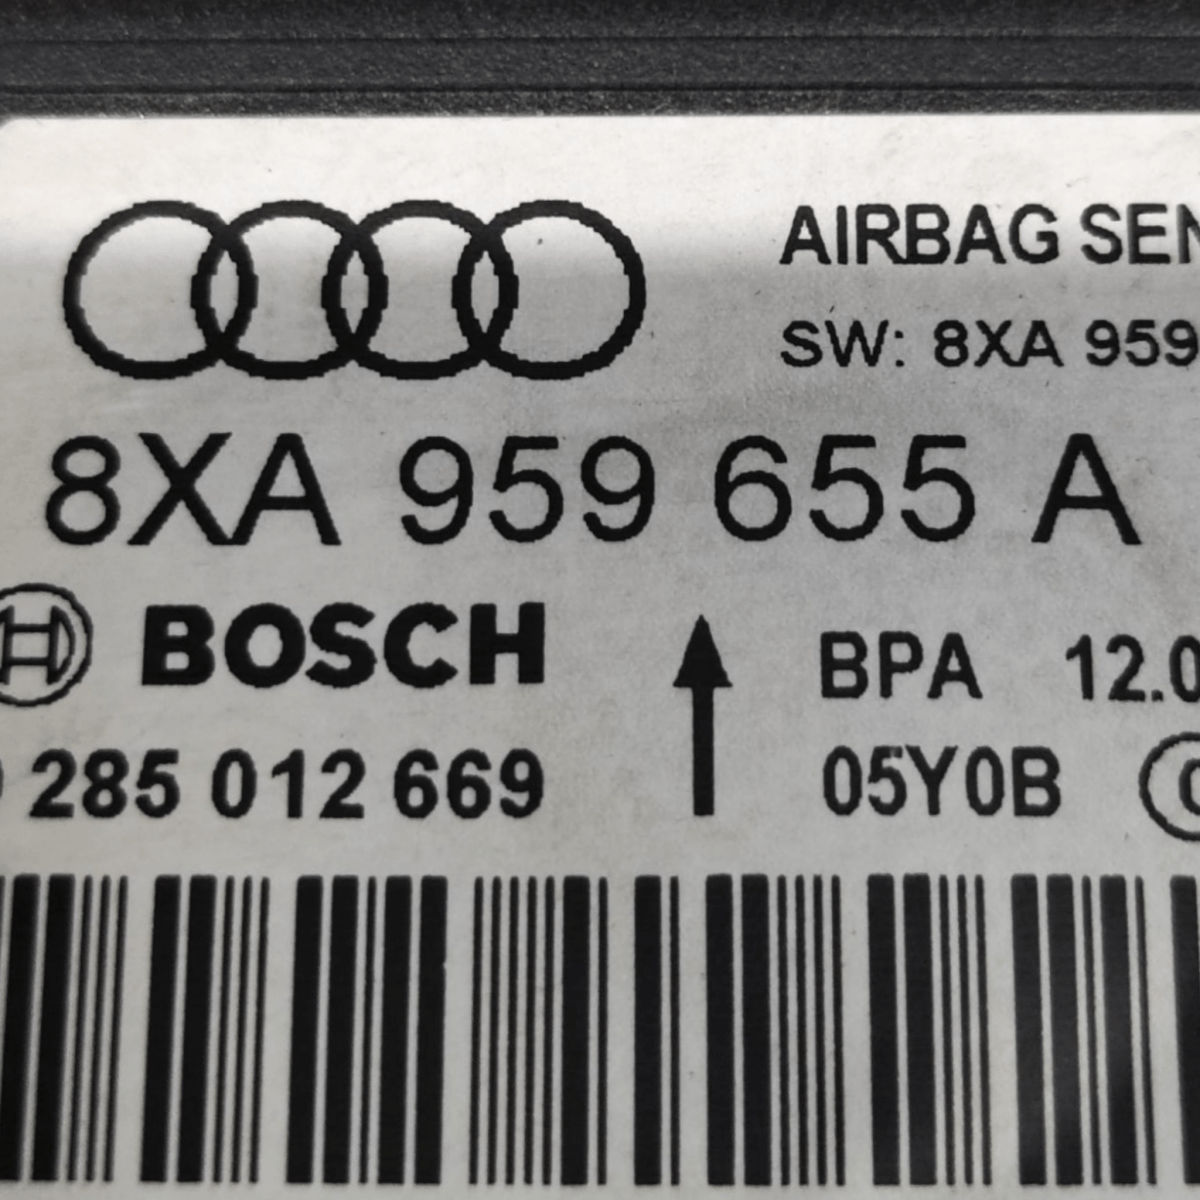 AIRBAG SEN
SW: 8XA 959
8XA 959 655 A
BOSCH
BPA 12.0
285 012 669
05Y0B